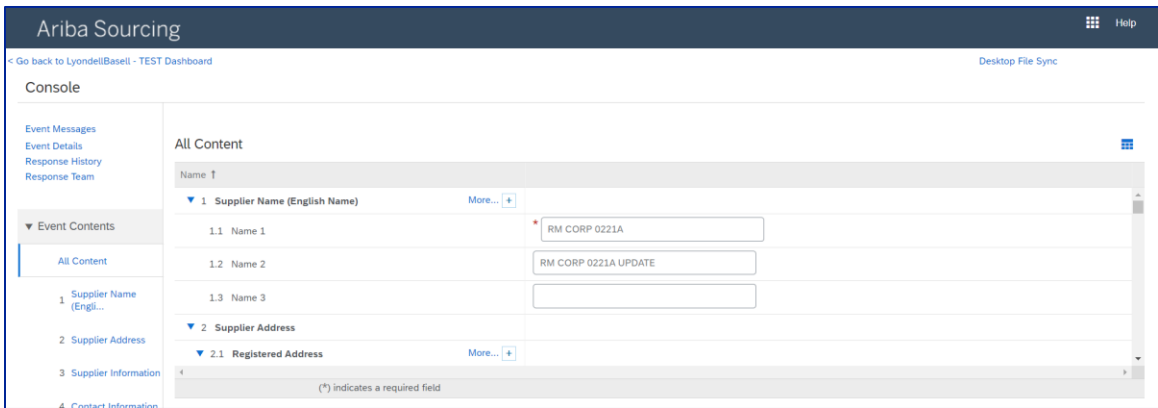 Ariba Sourcing
Help
< Go back to LyondellBasell - TEST Dashboard
Desktop File Sync
Console
Event Messages
Event Details
Response History
Response Team
▼ Event Contents
All Content
1 Supplier Name (Engli...
2 Supplier Address
3 Supplier Information
4 Contact Information
All Content
Name ↑
▼ 1 Supplier Name (English Name) More... +
1.1 Name 1 * RM CORP 0221A
1.2 Name 2 RM CORP 0221A UPDATE
1.3 Name 3
▼ 2 Supplier Address
▼ 2.1 Registered Address More... +
(*) indicates a required field